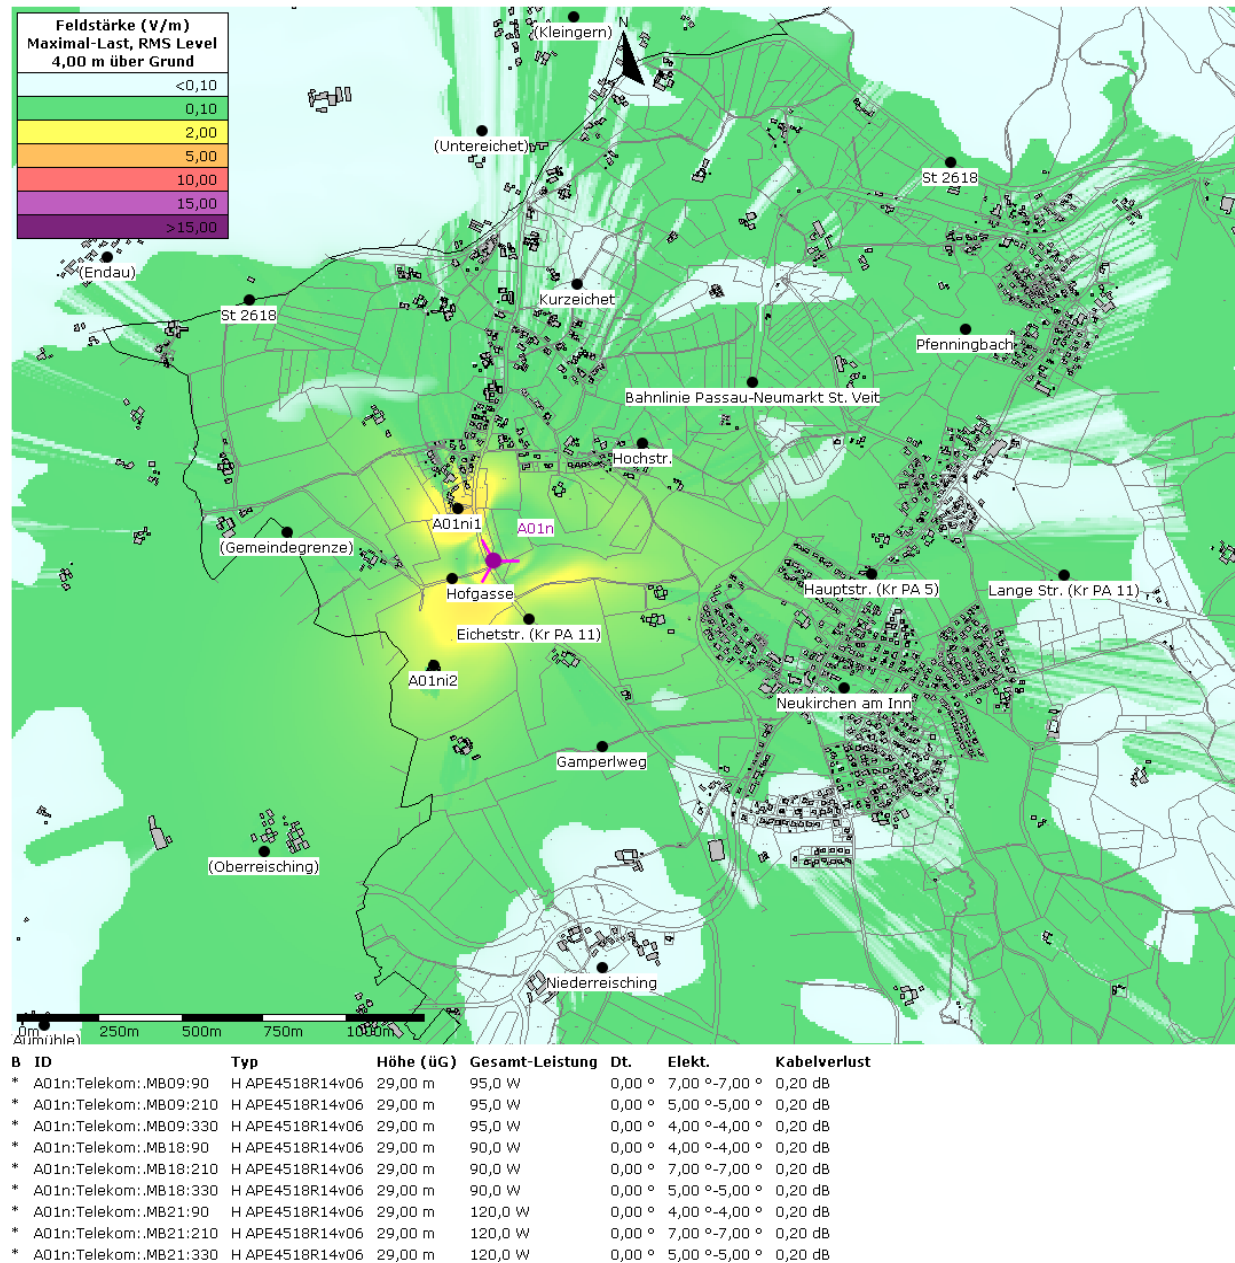 Feldstärke (V/m)
Maximal-Last, RMS Level
4,00 m über Grund
<0,10
0,10
2,00
5,00
10,00
15,00
>15,00
N
(Kleingern)
(Untereichet)
St 2618
(Endau)
Kurzeichet
St 2618
Pfenningbach
Bahnlinie Passau-Neumarkt St. Veit
Hochstr.
A01ni1
A01n
(Gemeindegrenze)
Hofgasse
Hauptstr. (Kr PA 5)
Lange Str. (Kr PA 11)
Eichetstr. (Kr PA 11)
A01ni2
Neukirchen am Inn
Gamperlweg
(Oberreisching)
Niederreisching
0m 250m 500m 750m
Aumühle)
B ID Typ Höhe (üG) Gesamt-Leistung Dt. Elekt. Kabelverlust
* A01n:Telekom:.MB09:90 H APE4518R14v06 29,00 m 95,0 W 0,00 ° 7,00 °-7,00 ° 0,20 dB
* A01n:Telekom:.MB09:210 H APE4518R14v06 29,00 m 95,0 W 0,00 ° 5,00 °-5,00 ° 0,20 dB
* A01n:Telekom:.MB09:330 H APE4518R14v06 29,00 m 95,0 W 0,00 ° 4,00 °-4,00 ° 0,20 dB
* A01n:Telekom:.MB18:90 H APE4518R14v06 29,00 m 90,0 W 0,00 ° 4,00 °-4,00 ° 0,20 dB
* A01n:Telekom:.MB18:210 H APE4518R14v06 29,00 m 90,0 W 0,00 ° 7,00 °-7,00 ° 0,20 dB
* A01n:Telekom:.MB18:330 H APE4518R14v06 29,00 m 90,0 W 0,00 ° 5,00 °-5,00 ° 0,20 dB
* A01n:Telekom:.MB21:90 H APE4518R14v06 29,00 m 120,0 W 0,00 ° 4,00 °-4,00 ° 0,20 dB
* A01n:Telekom:.MB21:210 H APE4518R14v06 29,00 m 120,0 W 0,00 ° 7,00 °-7,00 ° 0,20 dB
* A01n:Telekom:.MB21:330 H APE4518R14v06 29,00 m 120,0 W 0,00 ° 5,00 °-5,00 ° 0,20 dB